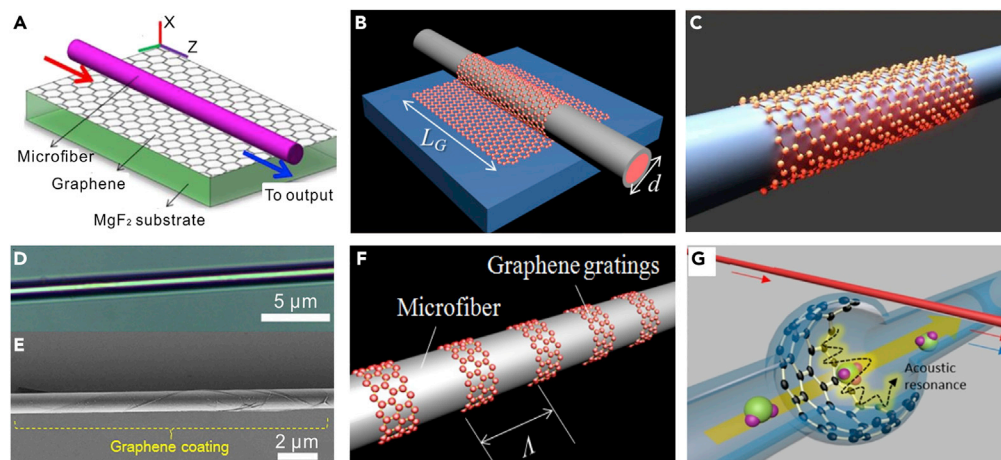 A
X
Z
Microfiber
Graphene
MgF₂ substrate
To output
B
L_G
d
C
D
5 μm
E
Graphene coating
2 μm
F
Graphene gratings
Microfiber
Λ
G
Acoustic
resonance